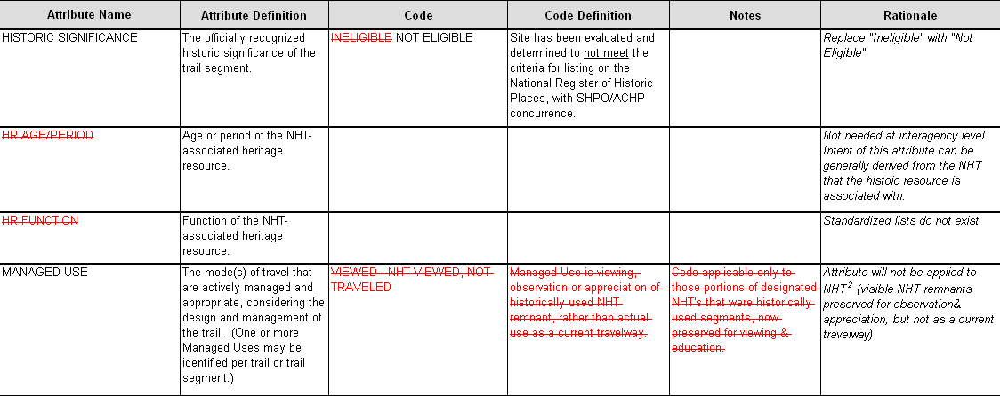 Attribute Name
Attribute Definition
Code
Code Definition
Notes
Rationale
HISTORIC SIGNIFICANCE
The officially recognized
historic significance of the
trail segment.
INELIGIBLE NOT ELIGIBLE
Site has been evaluated and
determined to not meet the
criteria for listing on the
National Register of Historic
Places, with SHPO/ACHP
concurrence.
Replace "Ineligible" with "Not
Eligible"
HR AGE/PERIOD
Age or period of the NHT-
associated heritage
resource.
Not needed at interagency level.
Intent of this attribute can be
generally derived from the NHT
that the histoic resource is
associated with.
HR FUNCTION
Function of the NHT-
associated heritage
resource.
Standardized lists do not exist
MANAGED USE
The mode(s) of travel that
are actively managed and
appropriate, considering the
design and management of
the trail.  (One or more
Managed Uses may be
identified per trail or trail
segment.)
VIEWED - NHT VIEWED, NOT
TRAVELED
Managed Use is viewing,
observation or appreciation of
historically used NHT
remnant, rather than actual
use as a current travelway.
Code applicable only to
those portions of designated
NHT's that were historically
used segments, now
preserved for viewing &
education.
Attribute will not be applied to
NHT² (visible NHT remnants
preserved for observation&
appreciation, but not as a current
travelway)